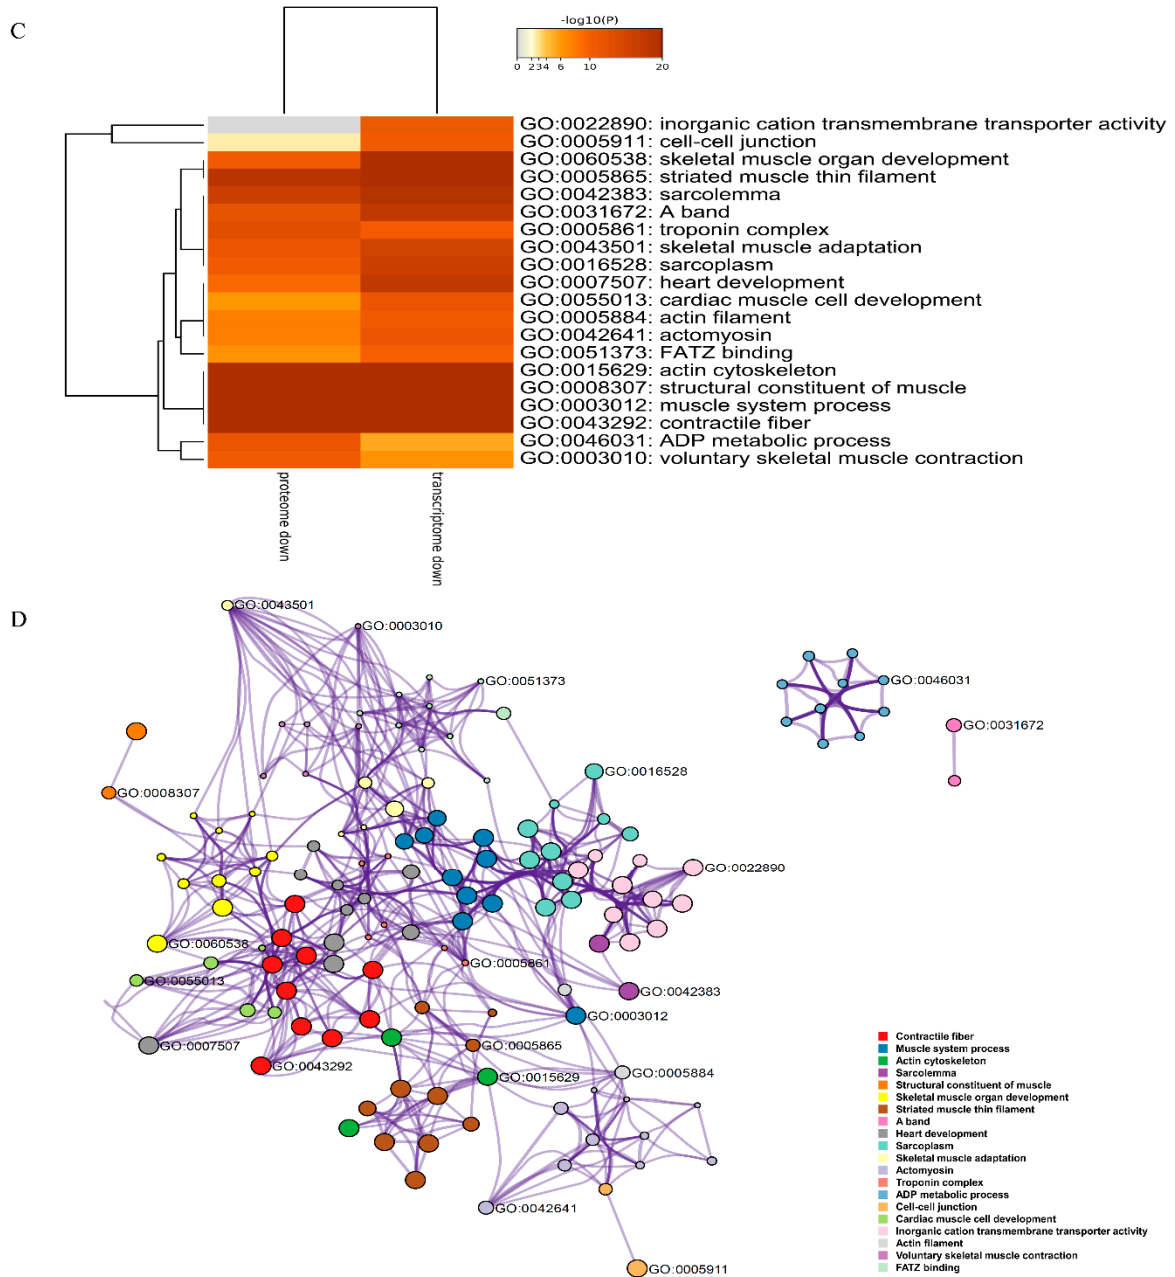 C
-log10(P)
0 2 3 4 6 10 20
GO:0022890: inorganic cation transmembrane transporter activity
GO:0005911: cell-cell junction
GO:0060538: skeletal muscle organ development
GO:0005865: striated muscle thin filament
GO:0042383: sarcolemma
GO:0031672: A band
GO:0005861: troponin complex
GO:0043501: skeletal muscle adaptation
GO:0016528: sarcoplasm
GO:0007507: heart development
GO:0055013: cardiac muscle cell development
GO:0005884: actin filament
GO:0042641: actomyosin
GO:0051373: FATZ binding
GO:0015629: actin cytoskeleton
GO:0008307: structural constituent of muscle
GO:0003012: muscle system process
GO:0043292: contractile fiber
GO:0046031: ADP metabolic process
GO:0003010: voluntary skeletal muscle contraction
proteome down
transcriptome down
D
GO:0043501
GO:0003010
GO:0051373
GO:0046031
GO:0031672
GO:0016528
GO:0008307
GO:0022890
GO:0060538
GO:0005861
GO:0055013
GO:0042383
GO:0003012
GO:0007507
GO:0005865
GO:0043292
GO:0015629
GO:0005884
GO:0042641
GO:0005911
Contractile fiber
Muscle system process
Actin cytoskeleton
Sarcolemma
Structural constituent of muscle
Skeletal muscle organ development
Striated muscle thin filament
A band
Heart development
Sarcoplasm
Skeletal muscle adaptation
Actomyosin
Troponin complex
ADP metabolic process
Cell-cell junction
Cardiac muscle cell development
Inorganic cation transmembrane transporter activity
Actin filament
Voluntary skeletal muscle contraction
FATZ binding